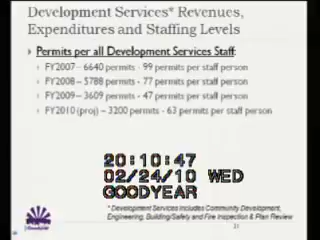 Development Services* Revenues,
Expenditures and Staffing Levels
Permits per all Development Services Staff:
FY2007 – 6640 permits - 99 permits per staff person
FY2008 – 5788 permits - 77 permits per staff person
FY2009 – 3609 permits - 47 permits per staff person
FY2010 (proj) – 3200 permits - 63 permits per staff person
20:10:47
02/24/10 WED
GOODYEAR
* Development Services includes Community Development,
Engineering, Building/Safety and Fire Inspection & Plan Review